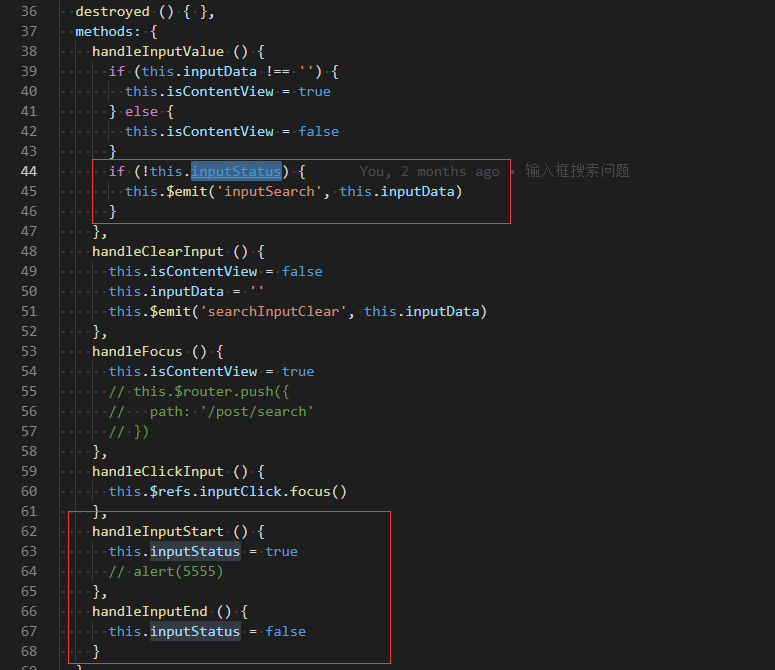 36 destroyed () { },
37 methods: {
38 handleInputValue () {
39 if (this.inputData !== '') {
40 this.isContentView = true
41 } else {
42 this.isContentView = false
43 }
44 if (!this.inputStatus) { You, 2 months ago • 输入框搜索问题
45 this.$emit('inputSearch', this.inputData)
46 }
47 },
48 handleClearInput () {
49 this.isContentView = false
50 this.inputData = ''
51 this.$emit('searchInputClear', this.inputData)
52 },
53 handleFocus () {
54 this.isContentView = true
55 // this.$router.push({
56 //   path: '/post/search'
57 // })
58 },
59 handleClickInput () {
60 this.$refs.inputClick.focus()
61 },
62 handleInputStart () {
63 this.inputStatus = true
64 // alert(5555)
65 },
66 handleInputEnd () {
67 this.inputStatus = false
68 }